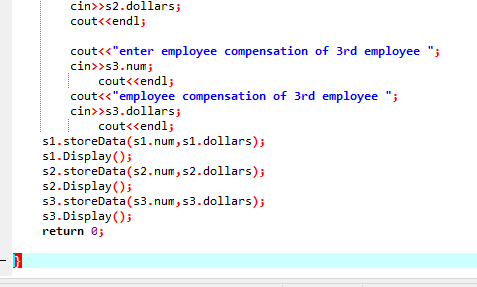 cin>>s2.dollars;
cout<<endl;
cout<<"enter employee compensation of 3rd employee ";
cin>>s3.num;
cout<<endl;
cout<<"employee compensation of 3rd employee ";
cin>>s3.dollars;
cout<<endl;
s1.storeData(s1.num,s1.dollars);
s1.Display();
s2.storeData(s2.num,s2.dollars);
s2.Display();
s3.storeData(s3.num,s3.dollars);
s3.Display();
return 0;
}